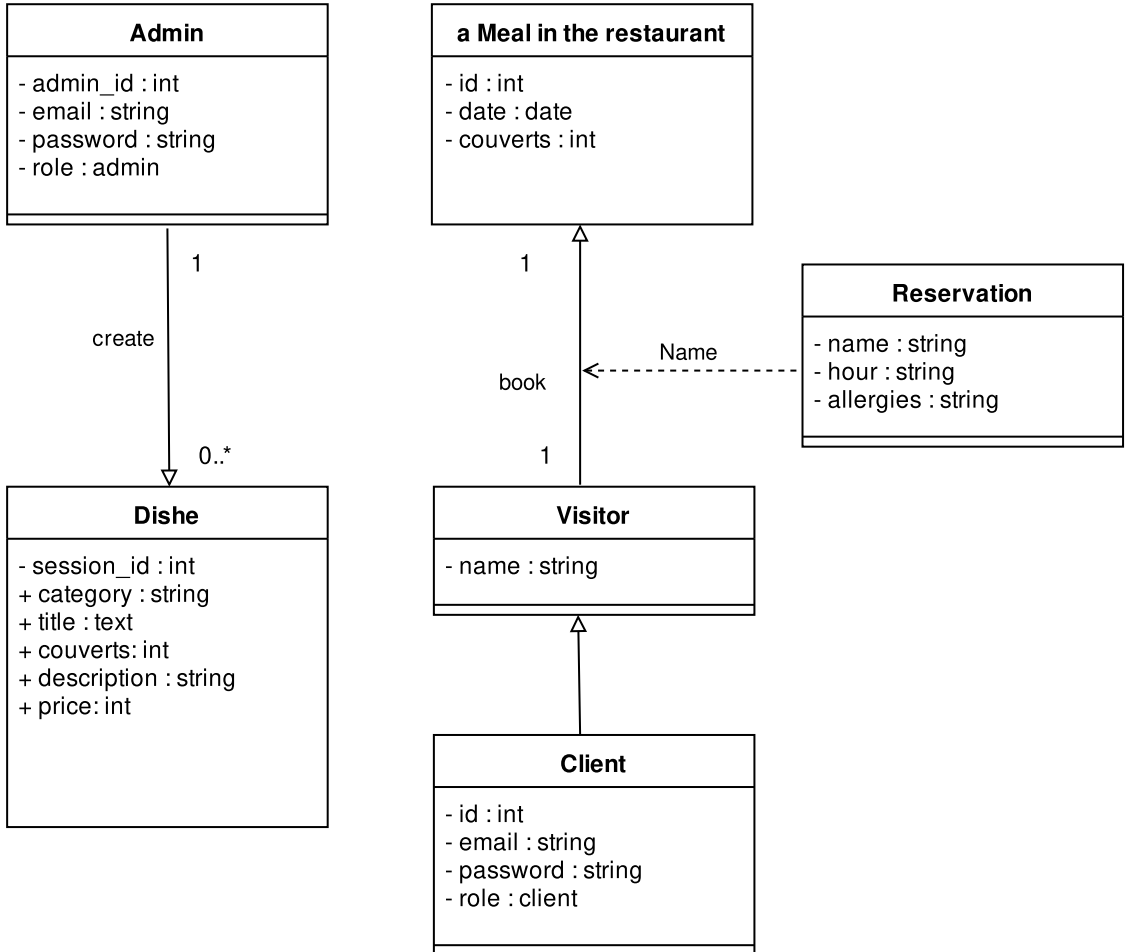 Admin
- admin_id : int
- email : string
- password : string
- role : admin
a Meal in the restaurant
- id : int
- date : date
- couverts : int
1
create
0..*
1
book
1
Name
Reservation
- name : string
- hour : string
- allergies : string
Dishe
- session_id : int
+ category : string
+ title : text
+ couverts: int
+ description : string
+ price: int
Visitor
- name : string
Client
- id : int
- email : string
- password : string
- role : client